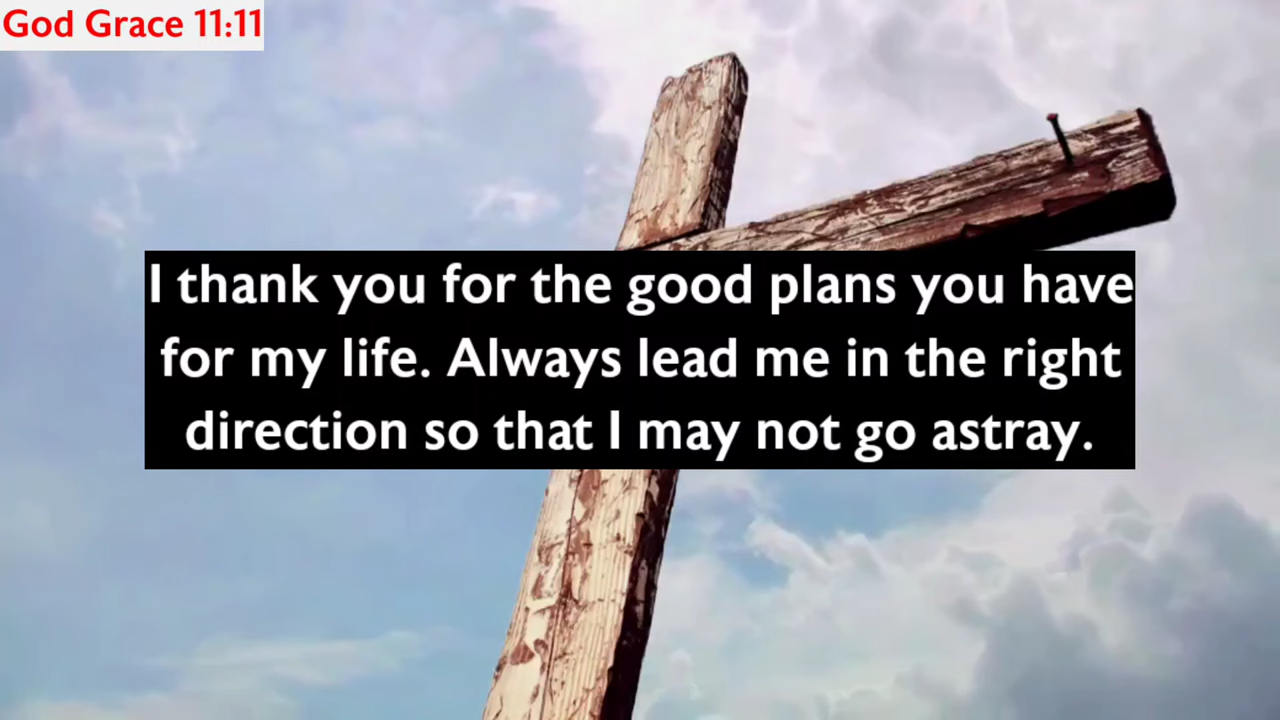 God Grace 11:11
I thank you for the good plans you have
for my life. Always lead me in the right
direction so that I may not go astray.